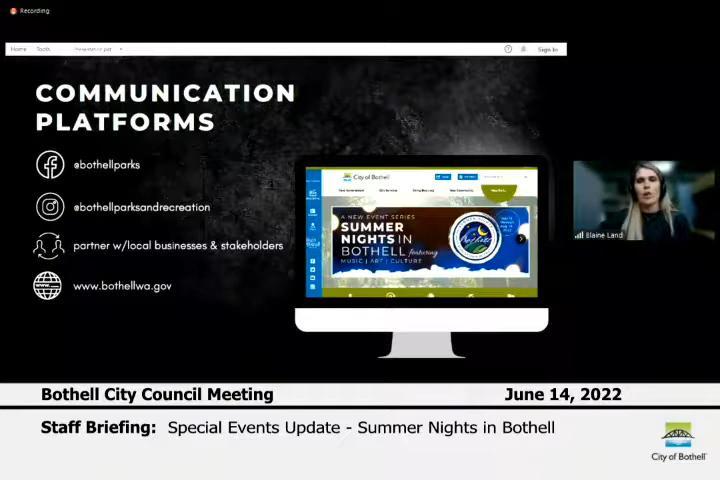 Recording
Home Tools
Sign In
COMMUNICATION
PLATFORMS
@bothellparks
@bothellparksandrecreation
partner w/local businesses & stakeholders
www.bothellwa.gov
City of Bothell
A NEW EVENT SERIES
SUMMER
NIGHTS IN
BOTHELL featuring
MUSIC | ART | CULTURE
Bothell
Elaine Land
Bothell City Council Meeting June 14, 2022
Staff Briefing: Special Events Update - Summer Nights in Bothell
City of Bothell